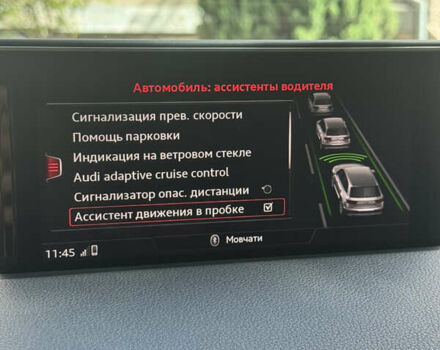 Автомобиль: ассистенты водителя
Сигнализация прев. скорости
Помощь парковки
Индикация на ветровом стекле
Audi adaptive cruise control
Сигнализатор опас. дистанции
Ассистент движения в пробке
Мовчати
11:45